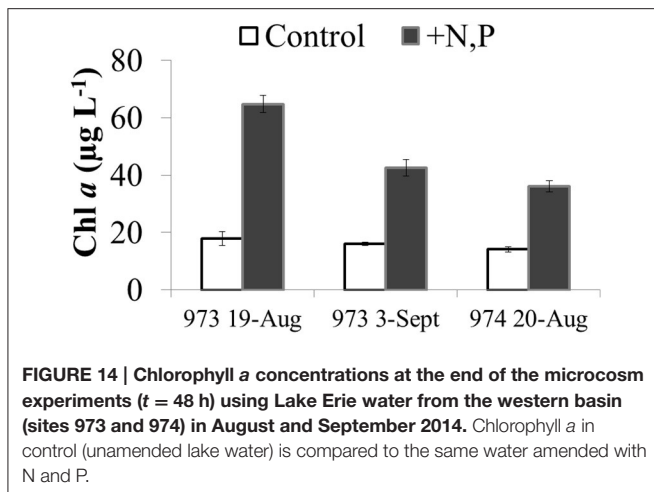 Control +N,P
Chl a (µg L-1)
80
60
40
20
0
973 19-Aug 973 3-Sept 974 20-Aug
FIGURE 14 | Chlorophyll a concentrations at the end of the microcosm
experiments (t = 48 h) using Lake Erie water from the western basin
(sites 973 and 974) in August and September 2014. Chlorophyll a in
control (unamended lake water) is compared to the same water amended with
N and P.